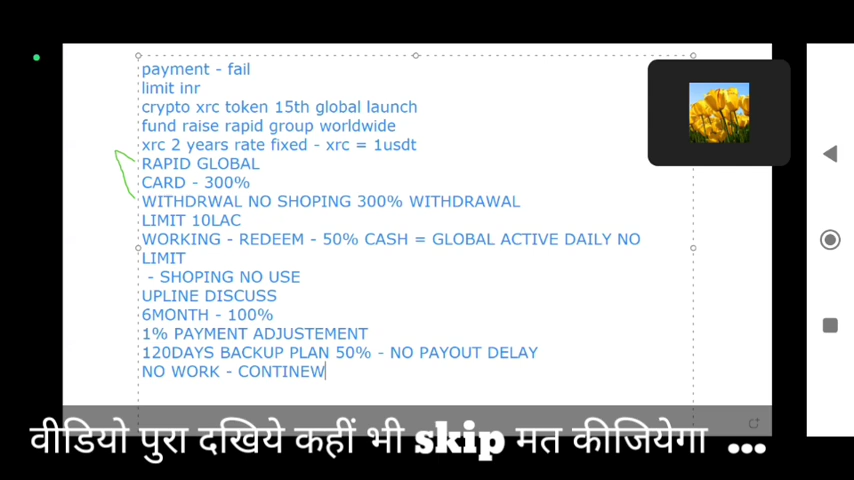 payment - fail
limit inr
crypto xrc token 15th global launch
fund raise rapid group worldwide
xrc 2 years rate fixed - xrc = 1usdt
RAPID GLOBAL
CARD - 300%
WITHDRWAL NO SHOPING 300% WITHDRAWAL
LIMIT 10LAC
WORKING - REDEEM - 50% CASH = GLOBAL ACTIVE DAILY NO
LIMIT
- SHOPING NO USE
UPLINE DISCUSS
6MONTH - 100%
1% PAYMENT ADJUSTEMENT
120DAYS BACKUP PLAN 50% - NO PAYOUT DELAY
NO WORK - CONTINEW
वीडियो पुरा दखिये कहीं भी skip मत कीजियेगा ...